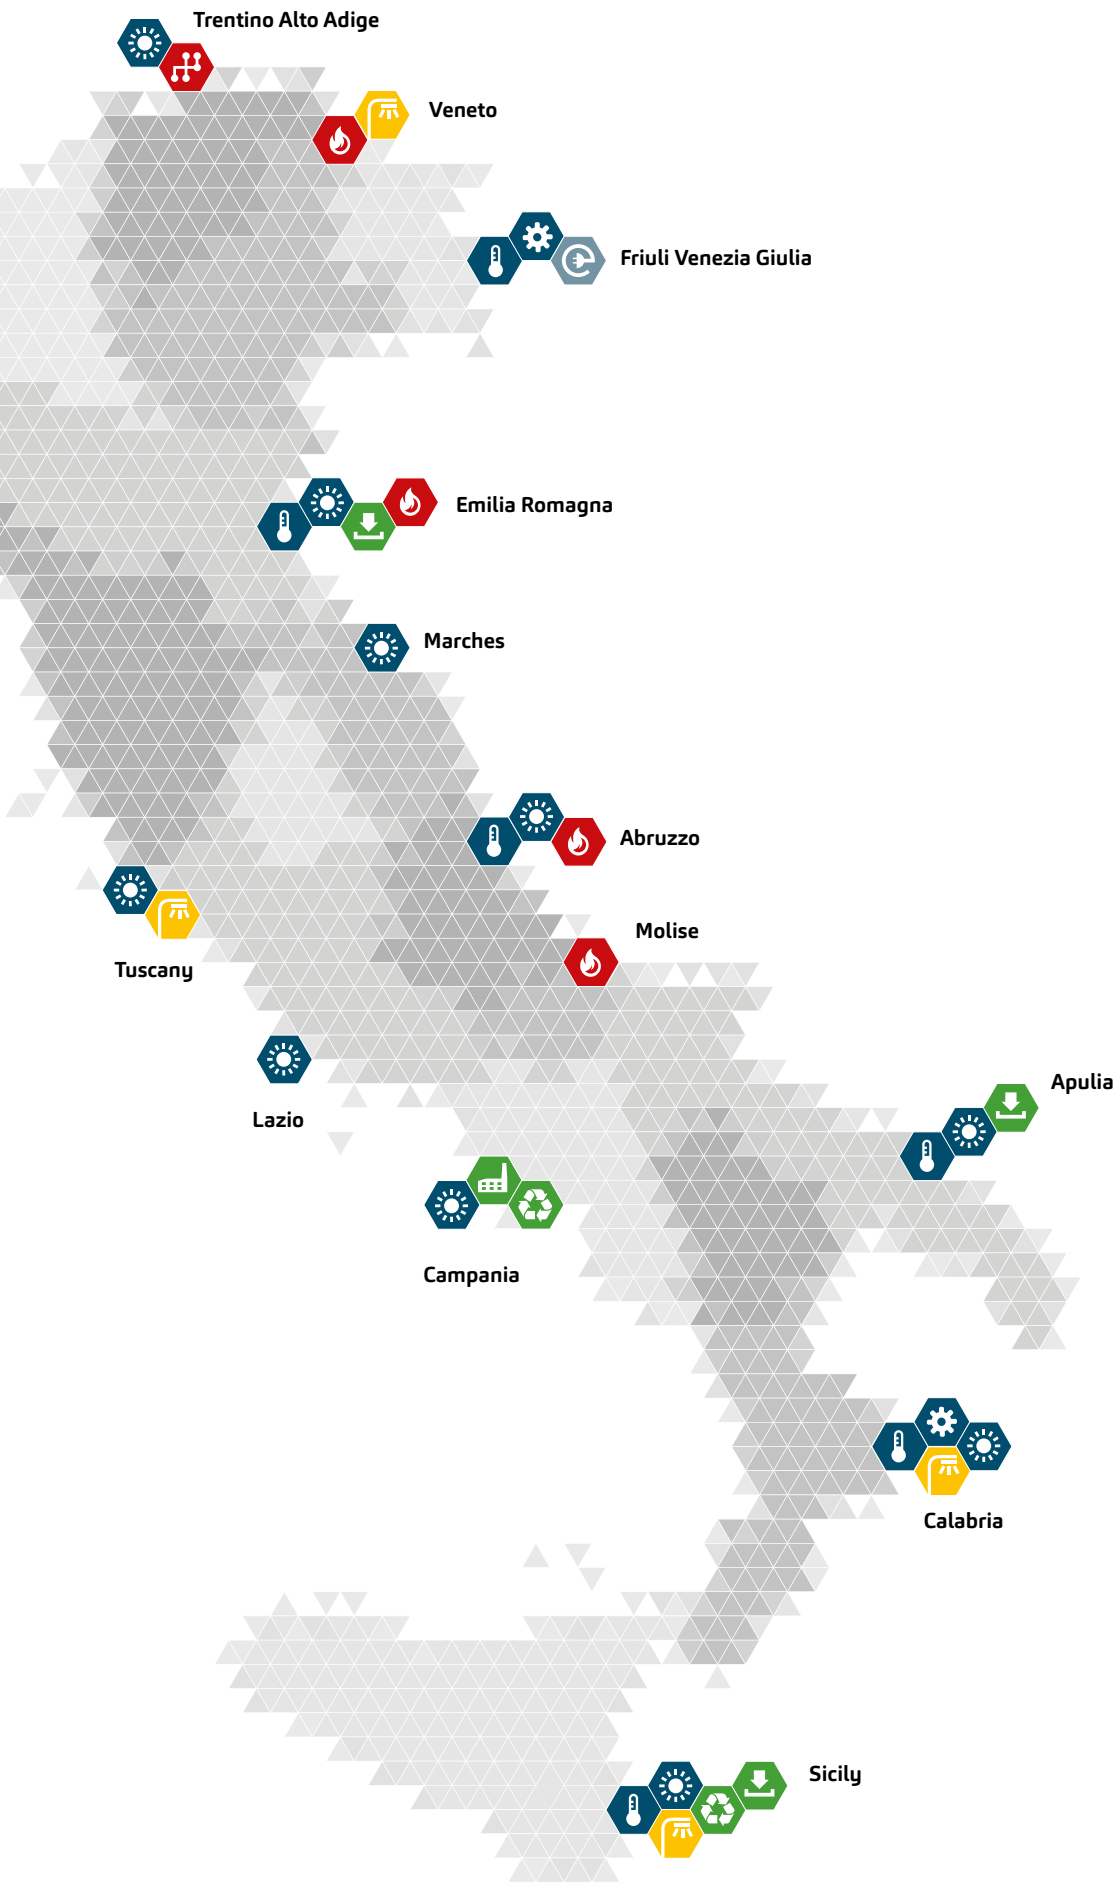 Trentino Alto Adige
Veneto
Friuli Venezia Giulia
Emilia Romagna
Marches
Abruzzo
Molise
Tuscany
Lazio
Apulia
Campania
Calabria
Sicily